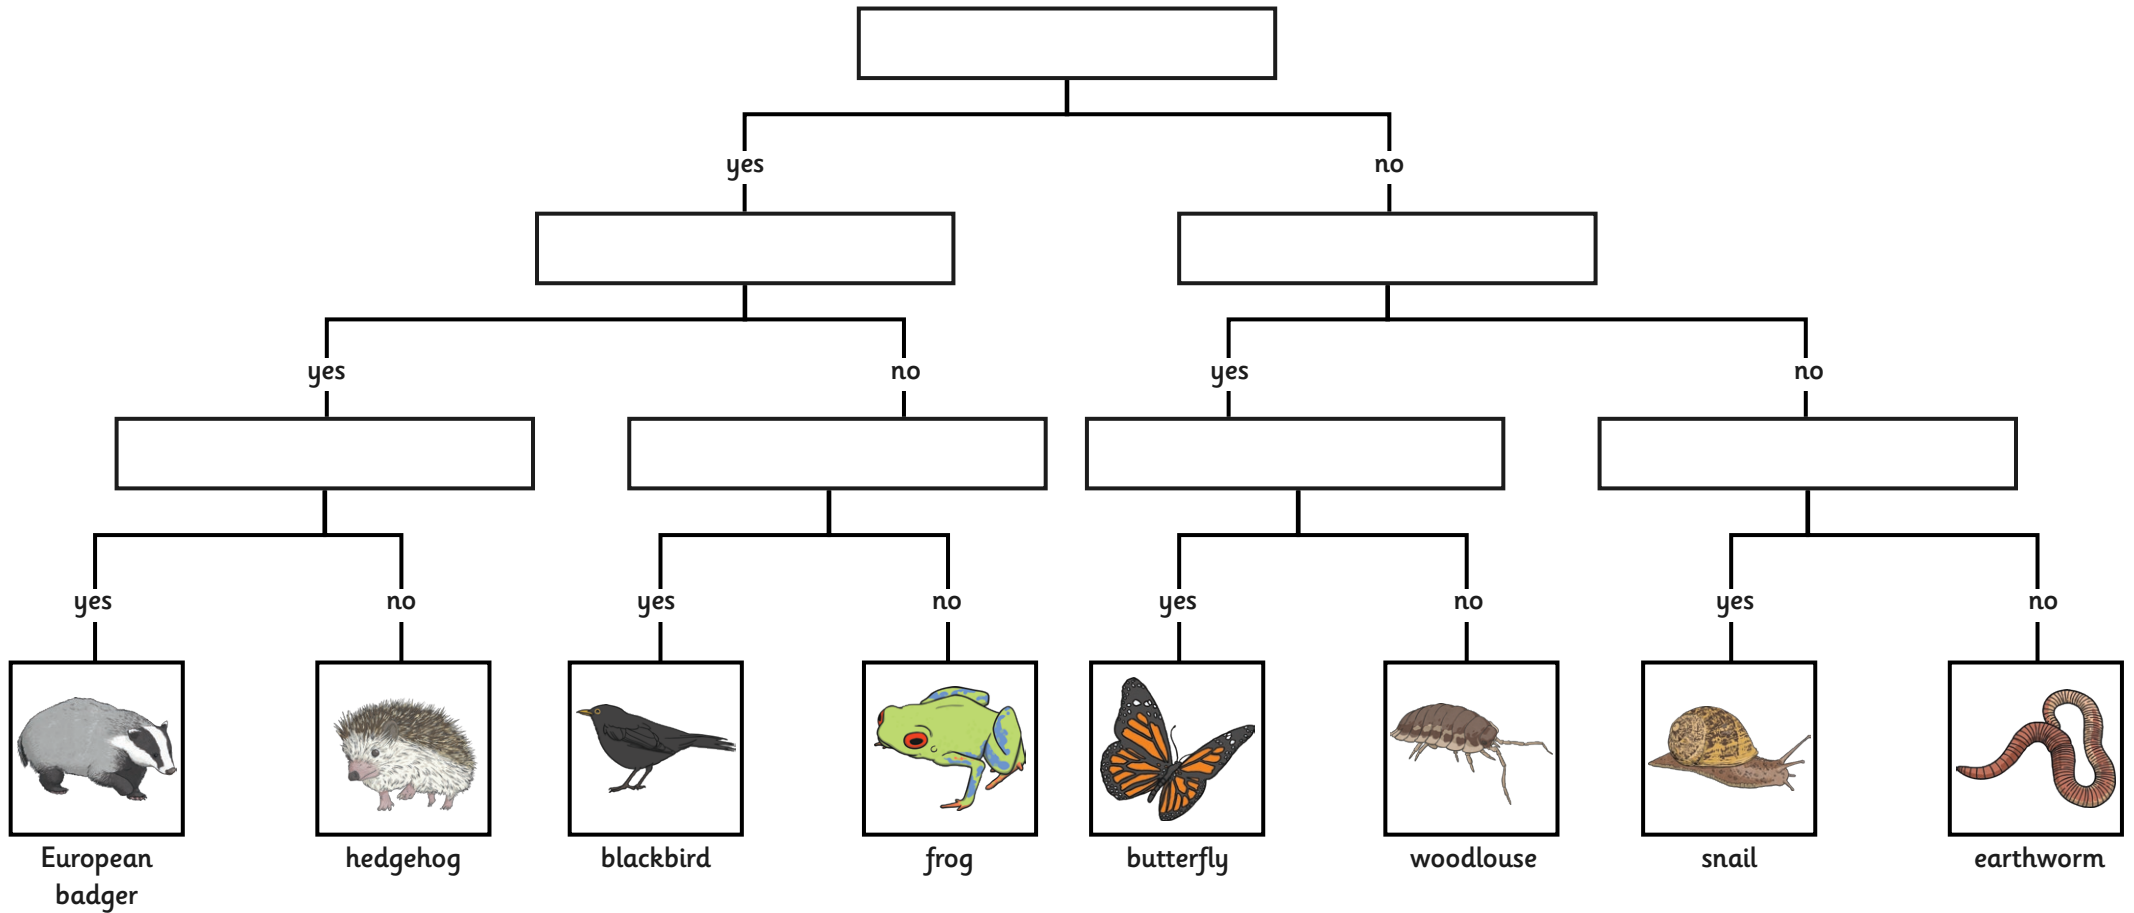 yes
no
yes
no
yes
no
yes
no
yes
no
yes
no
yes
no
European
badger
hedgehog
blackbird
frog
butterfly
woodlouse
snail
earthworm